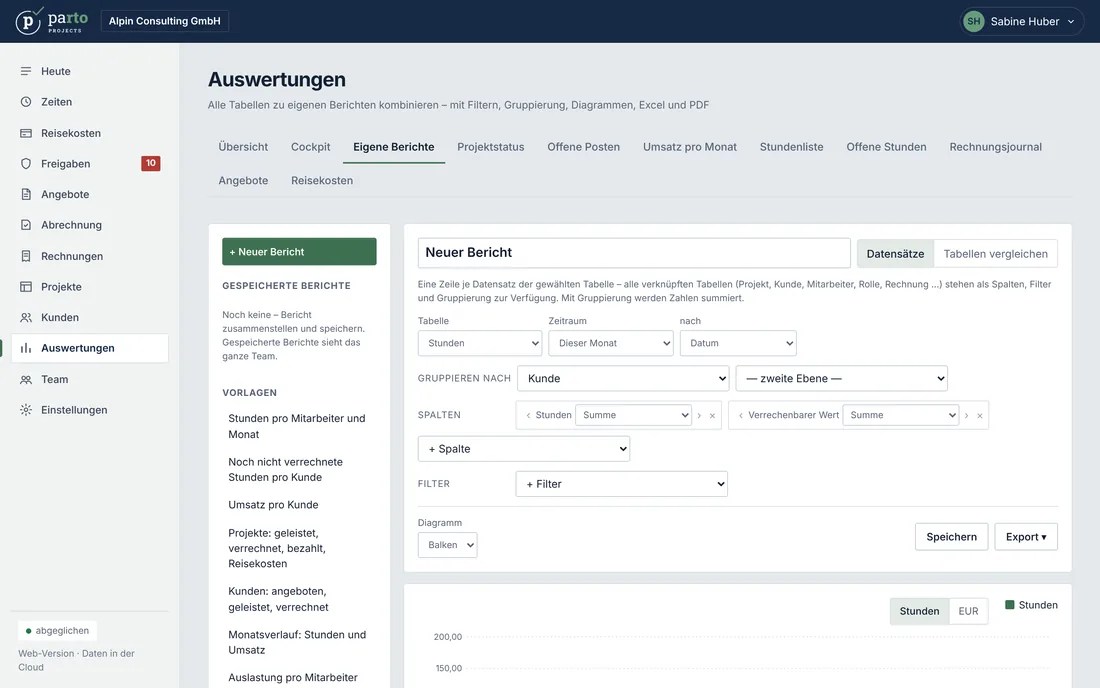 parto
PROJECTS
Alpin Consulting GmbH
SH Sabine Huber
Heute
Zeiten
Reisekosten
Freigaben 10
Angebote
Abrechnung
Rechnungen
Projekte
Kunden
Auswertungen
Team
Einstellungen
abgeglichen
Web-Version · Daten in der
Cloud
Auswertungen
Alle Tabellen zu eigenen Berichten kombinieren – mit Filtern, Gruppierung, Diagrammen, Excel und PDF
Übersicht Cockpit Eigene Berichte Projektstatus Offene Posten Umsatz pro Monat Stundenliste Offene Stunden Rechnungsjournal
Angebote Reisekosten
+ Neuer Bericht
GESPEICHERTE BERICHTE
Noch keine – Bericht
zusammenstellen und speichern.
Gespeicherte Berichte sieht das
ganze Team.
VORLAGEN
Stunden pro Mitarbeiter und
Monat
Noch nicht verrechnete
Stunden pro Kunde
Umsatz pro Kunde
Projekte: geleistet,
verrechnet, bezahlt,
Reisekosten
Kunden: angeboten,
geleistet, verrechnet
Monatsverlauf: Stunden und
Umsatz
Auslastung pro Mitarbeiter
Neuer Bericht
Datensätze Tabellen vergleichen
Eine Zeile je Datensatz der gewählten Tabelle – alle verknüpften Tabellen (Projekt, Kunde, Mitarbeiter, Rolle, Rechnung …) stehen als Spalten, Filter
und Gruppierung zur Verfügung. Mit Gruppierung werden Zahlen summiert.
Tabelle Zeitraum nach
Stunden Dieser Monat Datum
GRUPPIEREN NACH Kunde — zweite Ebene —
SPALTEN ‹ Stunden Summe › × ‹ Verrechenbarer Wert Summe › ×
+ Spalte
FILTER + Filter
Diagramm
Balken
Speichern Export ▾
Stunden EUR Stunden
200,00
150,00